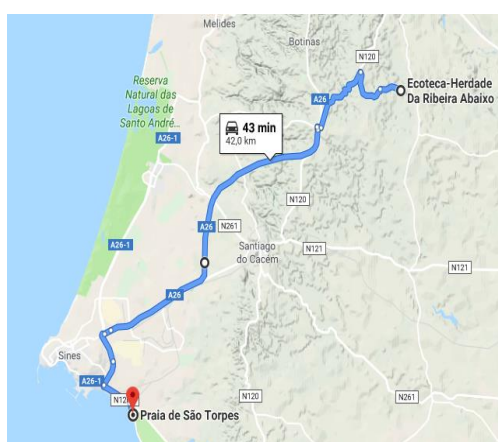 Melides
Botinas
N120
Reserva
Natural das
Lagoas de
Santo André...
Ecoteca-Herdade
Da Ribeira Abaixo
A26
43 min
42,0 km
A26-1
N120
A26
N261
Santiago
do Cacém
N121
A26-1
N121
A26
Sines
A26-1
N12
Praia de São Torpes
N261
N120